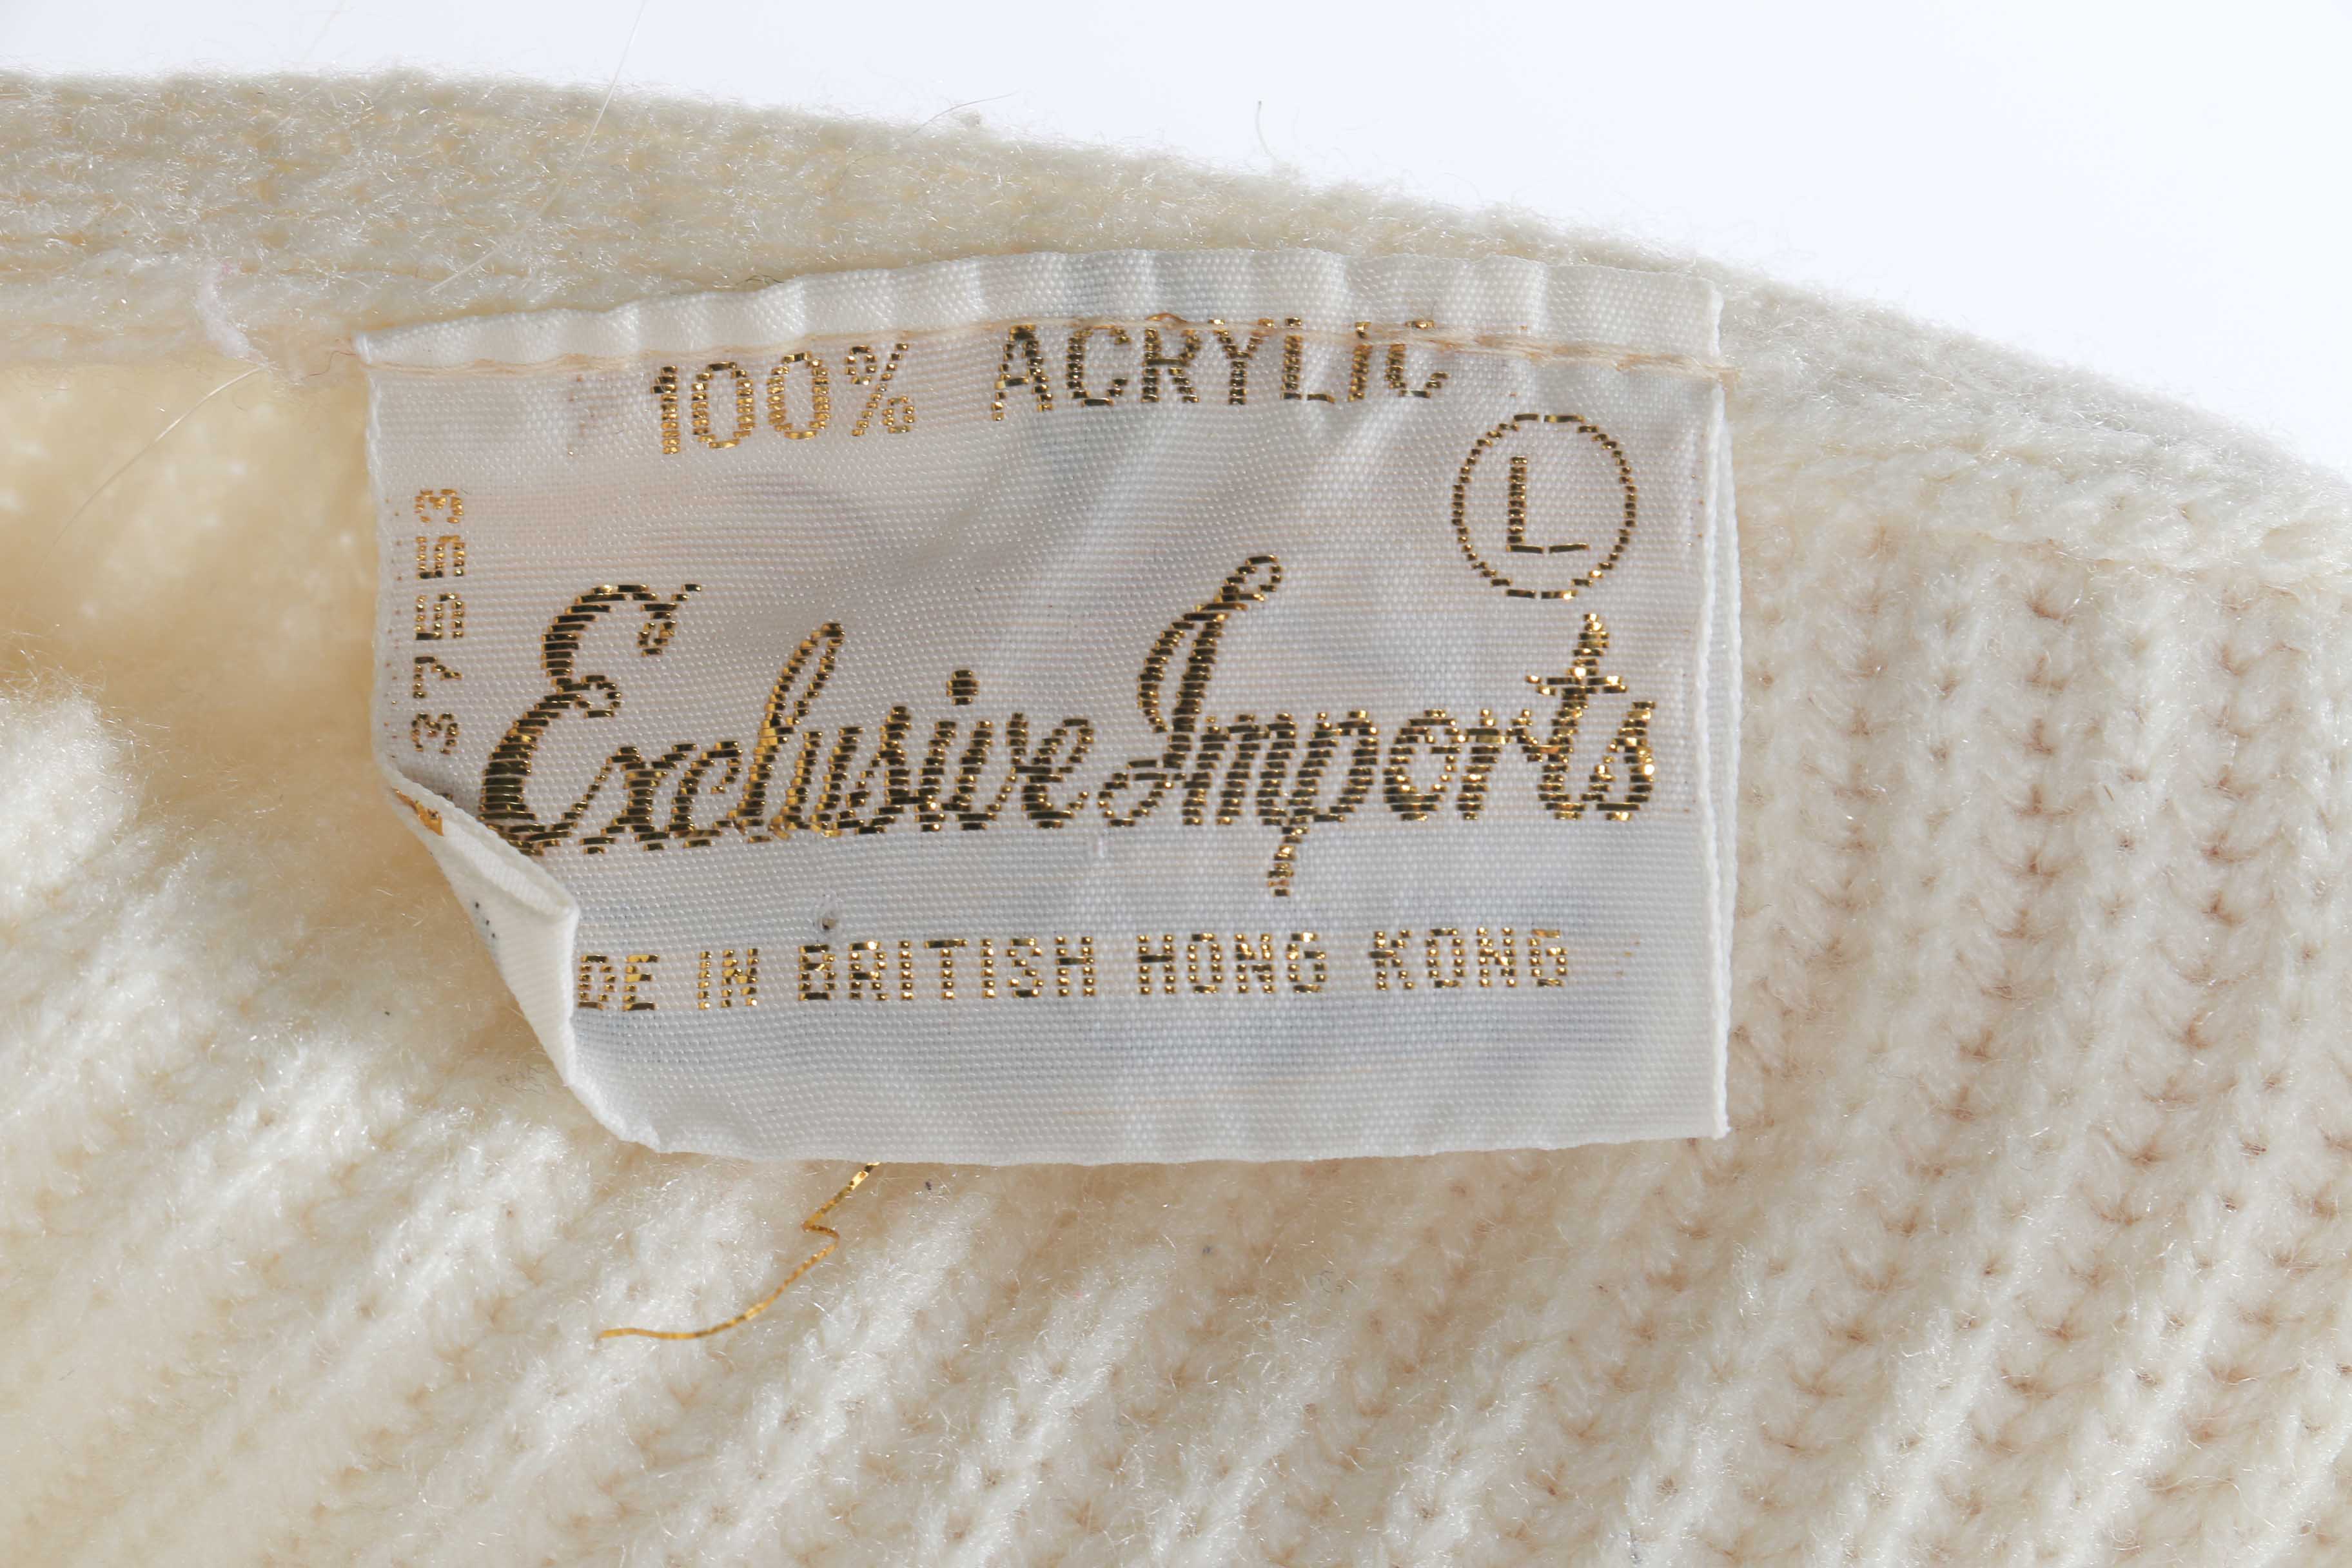 100% ACRYLIC
L
37553
Exclusive Imports
DE IN BRITISH HONG KONG